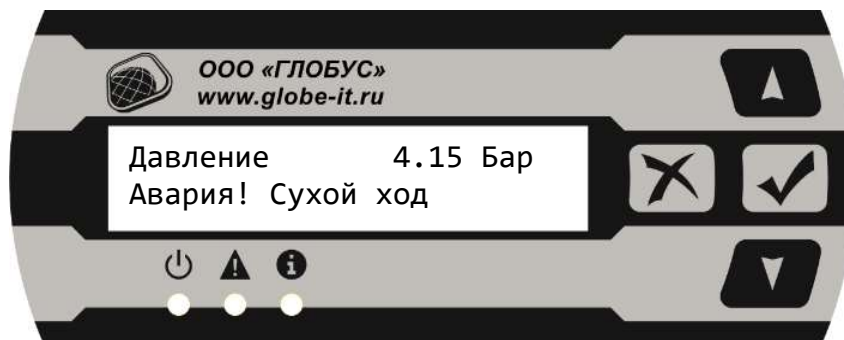 ООО «ГЛОБУС»
www.globe-it.ru
Давление 4.15 Бар
Авария! Сухой ход